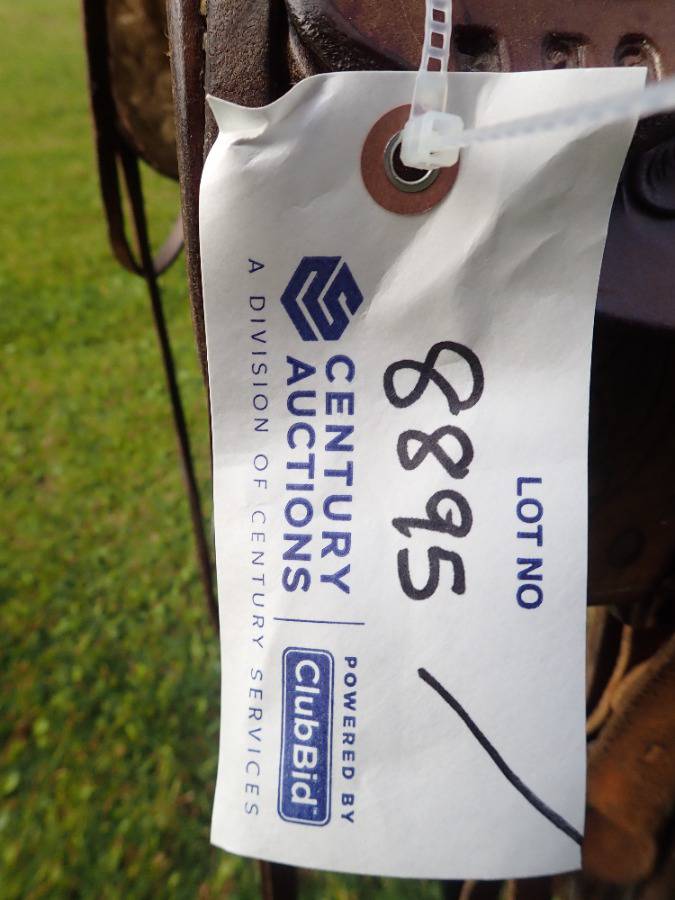 LOT NO
8895
CENTURY
AUCTIONS
POWERED BY
ClubBid
A DIVISION OF CENTURY SERVICES